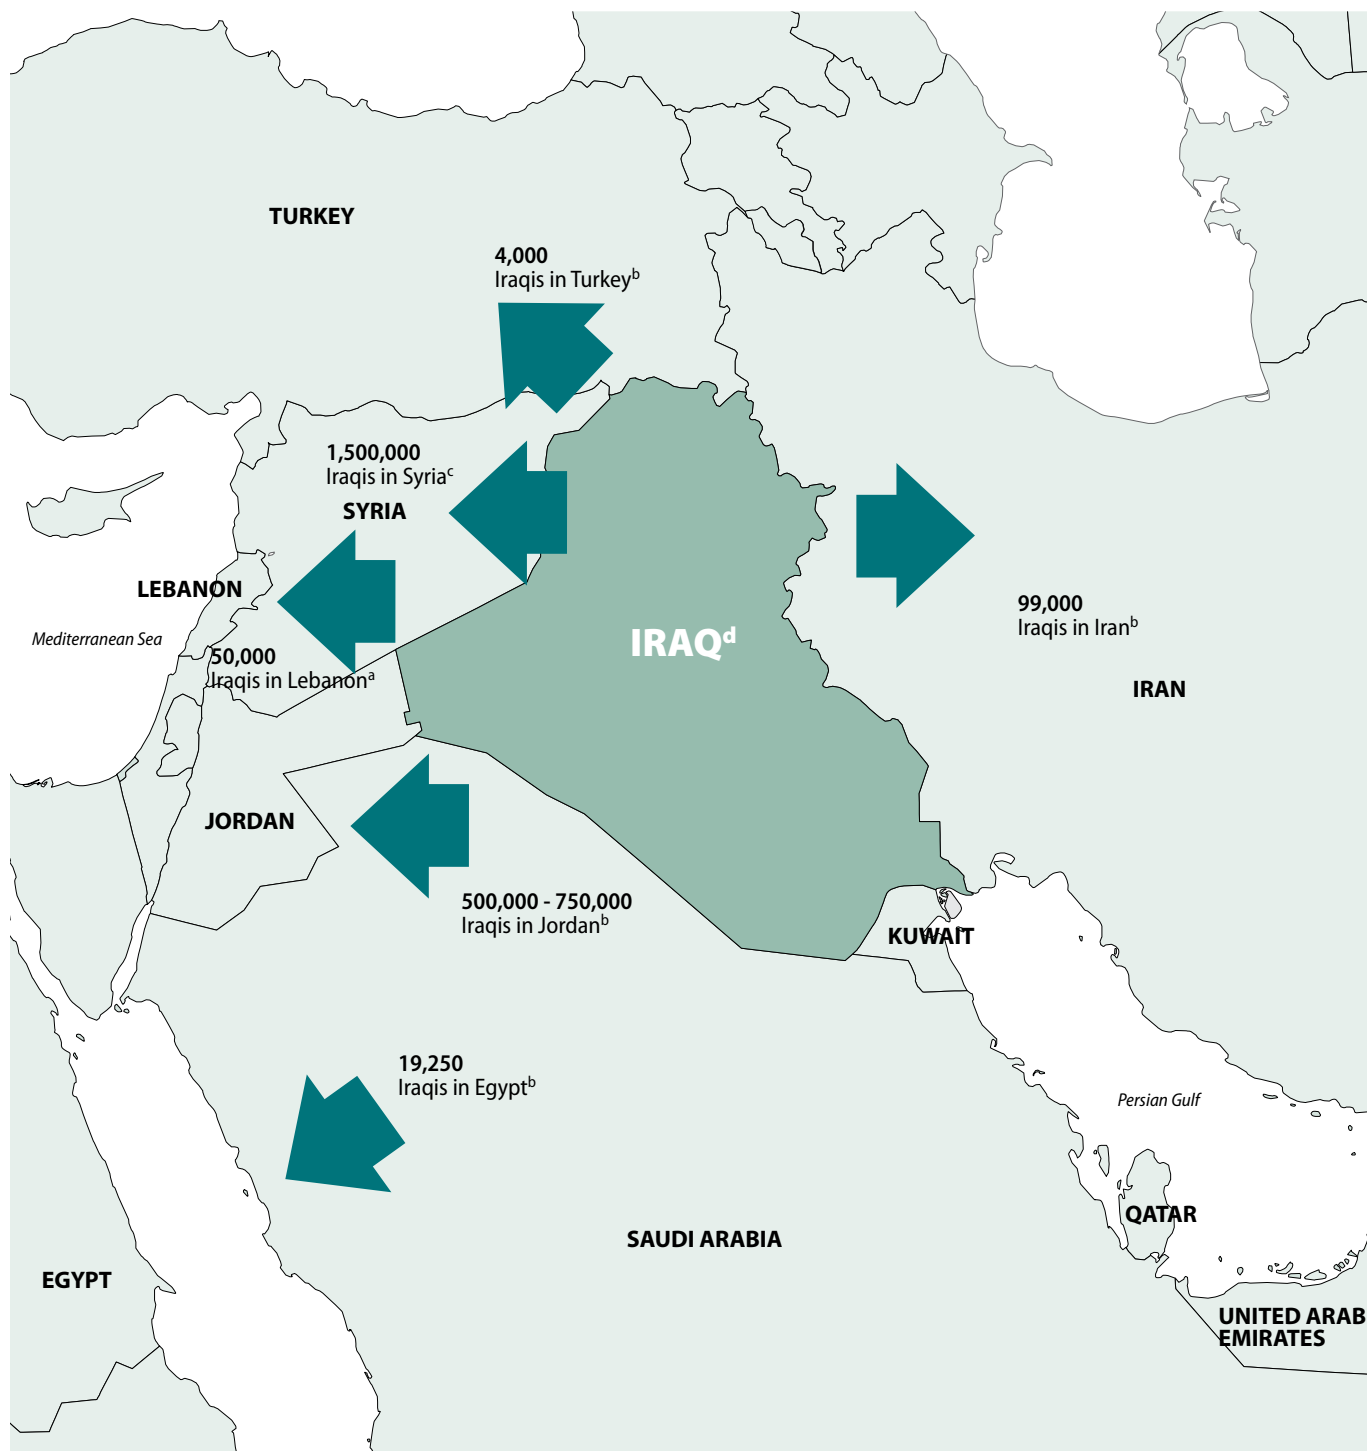 TURKEY
4,000
Iraqis in Turkeyb
1,500,000
Iraqis in Syriac
SYRIA
LEBANON
Mediterranean Sea
50,000
Iraqis in Lebanona
IRAQd
99,000
Iraqis in Iranb
IRAN
JORDAN
500,000 - 750,000
Iraqis in Jordanb
KUWAIT
19,250
Iraqis in Egyptb
Persian Gulf
QATAR
SAUDI ARABIA
EGYPT
UNITED ARAB
EMIRATES